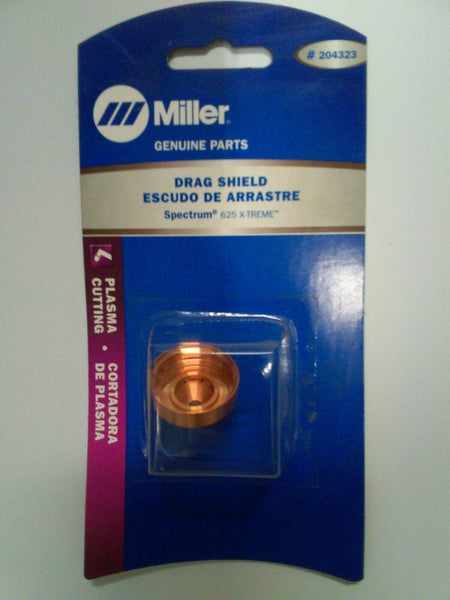 # 204323
Miller®
GENUINE PARTS
DRAG SHIELD
ESCUDO DE ARRASTRE
Spectrum® 625 X-TREME™
PLASMA
CUTTING •
CORTADORA
DE PLASMA